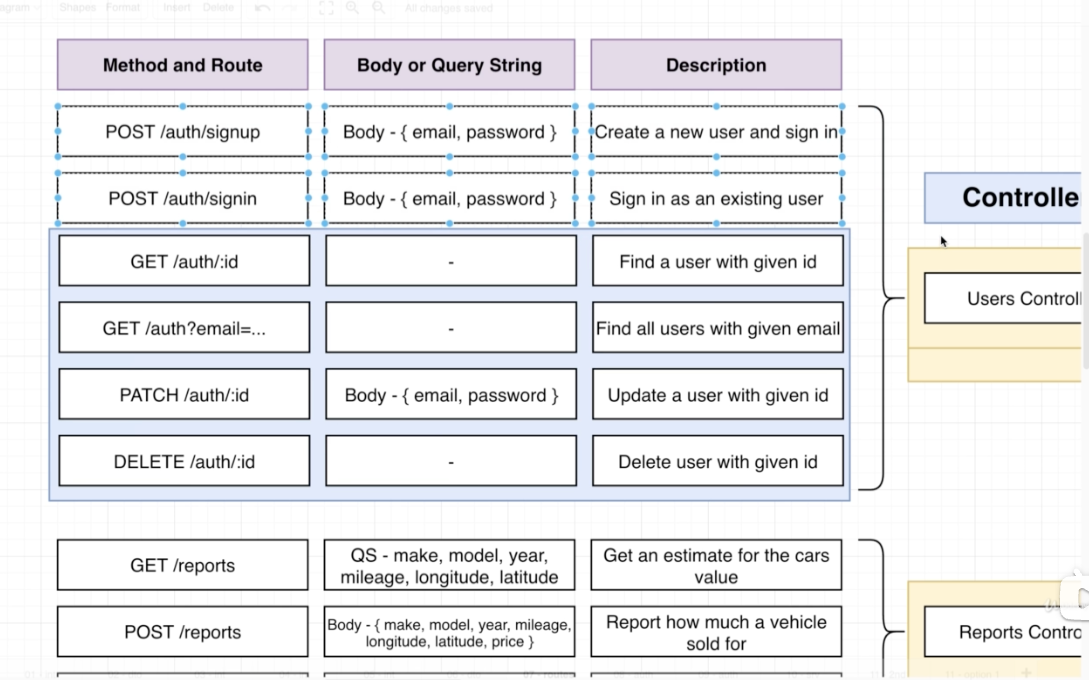 Shapes Format Insert Delete All changes saved
Method and Route
Body or Query String
Description
POST /auth/signup
Body - { email, password }
Create a new user and sign in
POST /auth/signin
Body - { email, password }
Sign in as an existing user
Controlle
GET /auth/:id
-
Find a user with given id
Users Control
GET /auth?email=...
-
Find all users with given email
PATCH /auth/:id
Body - { email, password }
Update a user with given id
DELETE /auth/:id
-
Delete user with given id
GET /reports
QS - make, model, year,
mileage, longitude, latitude
Get an estimate for the cars
value
POST /reports
Body - { make, model, year, mileage,
longitude, latitude, price }
Report how much a vehicle
sold for
Reports Contro